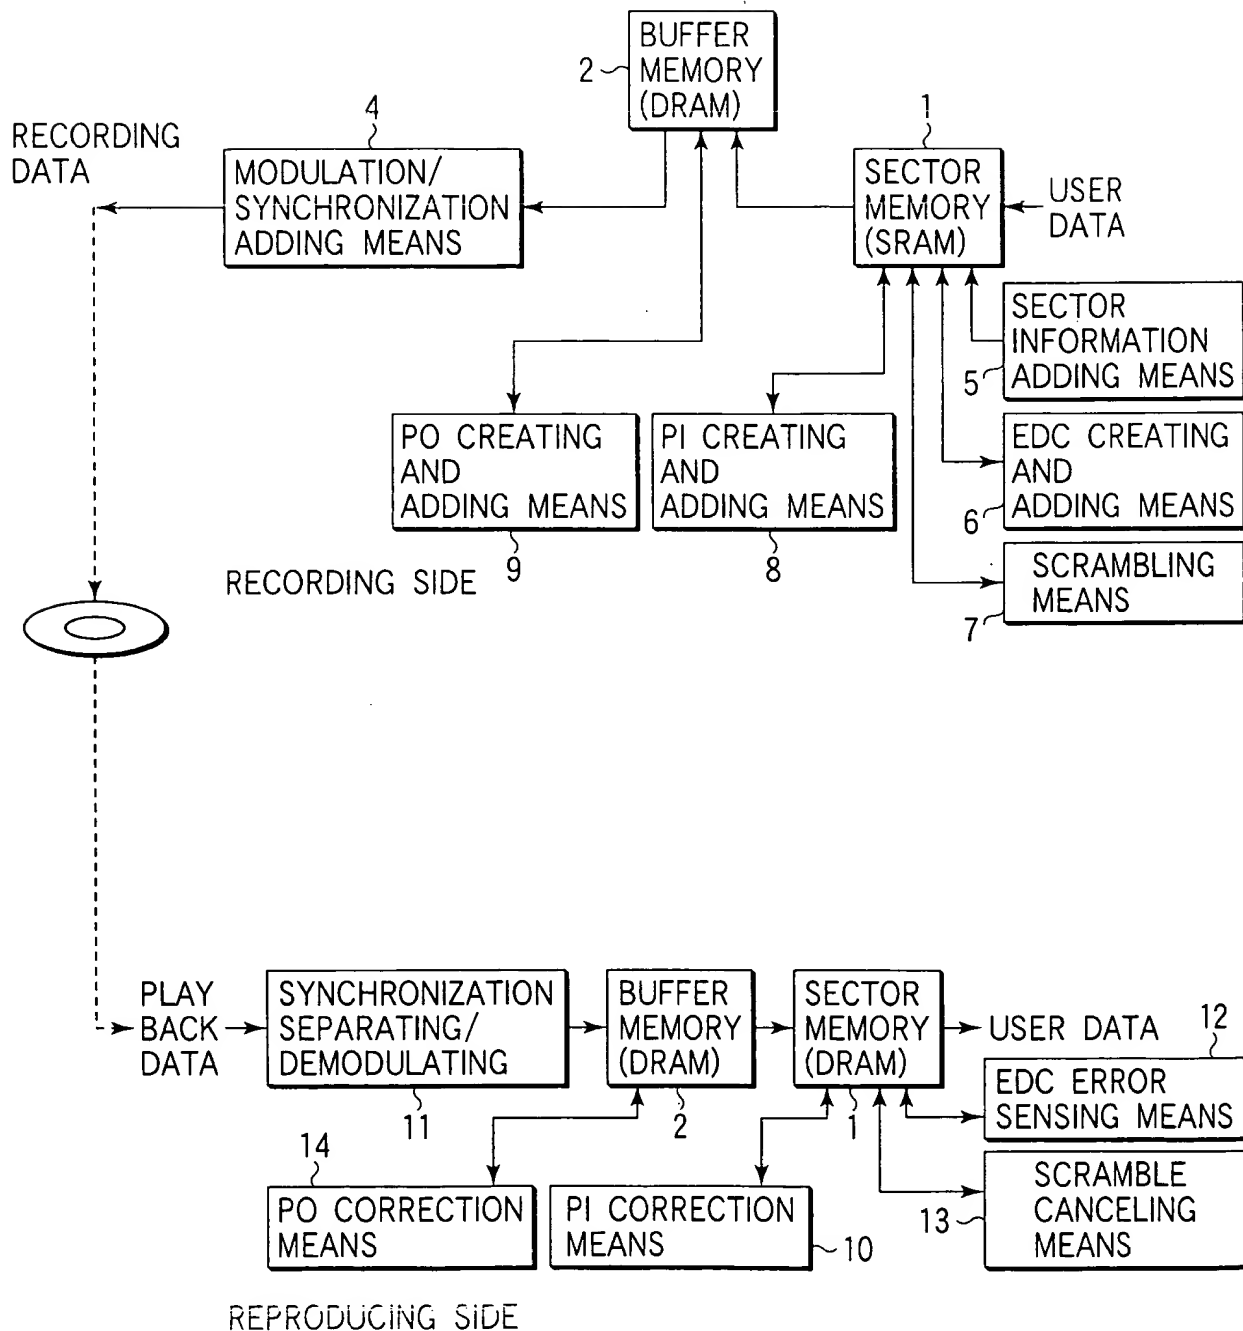 BUFFER
MEMORY
(DRAM)
2
4
1
RECORDING
DATA
MODULATION/
SYNCHRONIZATION
ADDING MEANS
SECTOR
MEMORY
(SRAM)
USER
DATA
SECTOR
INFORMATION
ADDING MEANS
5
PO CREATING
AND
ADDING MEANS
9
PI CREATING
AND
ADDING MEANS
8
EDC CREATING
AND
ADDING MEANS
6
SCRAMBLING
MEANS
7
RECORDING SIDE
PLAY
BACK
DATA
SYNCHRONIZATION
SEPARATING/
DEMODULATING
11
BUFFER
MEMORY
(DRAM)
2
SECTOR
MEMORY
(DRAM)
1
USER DATA
12
EDC ERROR
SENSING MEANS
14
PO CORRECTION
MEANS
PI CORRECTION
MEANS
10
SCRAMBLE
CANCELING
MEANS
13
REPRODUCING SIDE